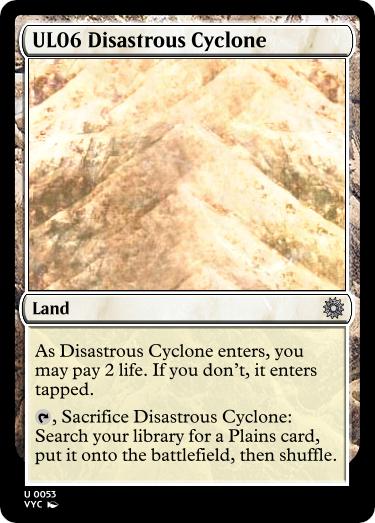 UL06 Disastrous Cyclone
Land
As Disastrous Cyclone enters, you
may pay 2 life. If you don't, it enters
tapped.
, Sacrifice Disastrous Cyclone:
Search your library for a Plains card,
put it onto the battlefield, then shuffle.
U 0053
VYC